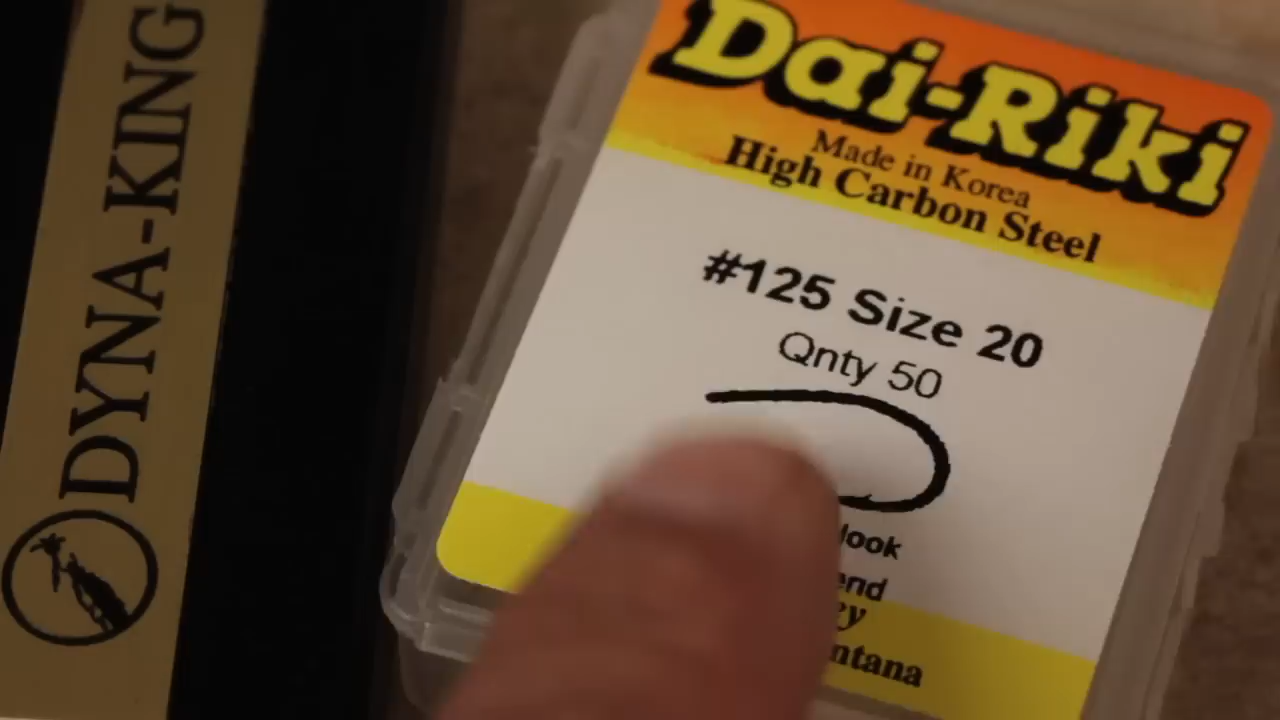 DYNA-KING
Dai-Riki
Made in Korea
High Carbon Steel
#125 Size 20
Qnty 50